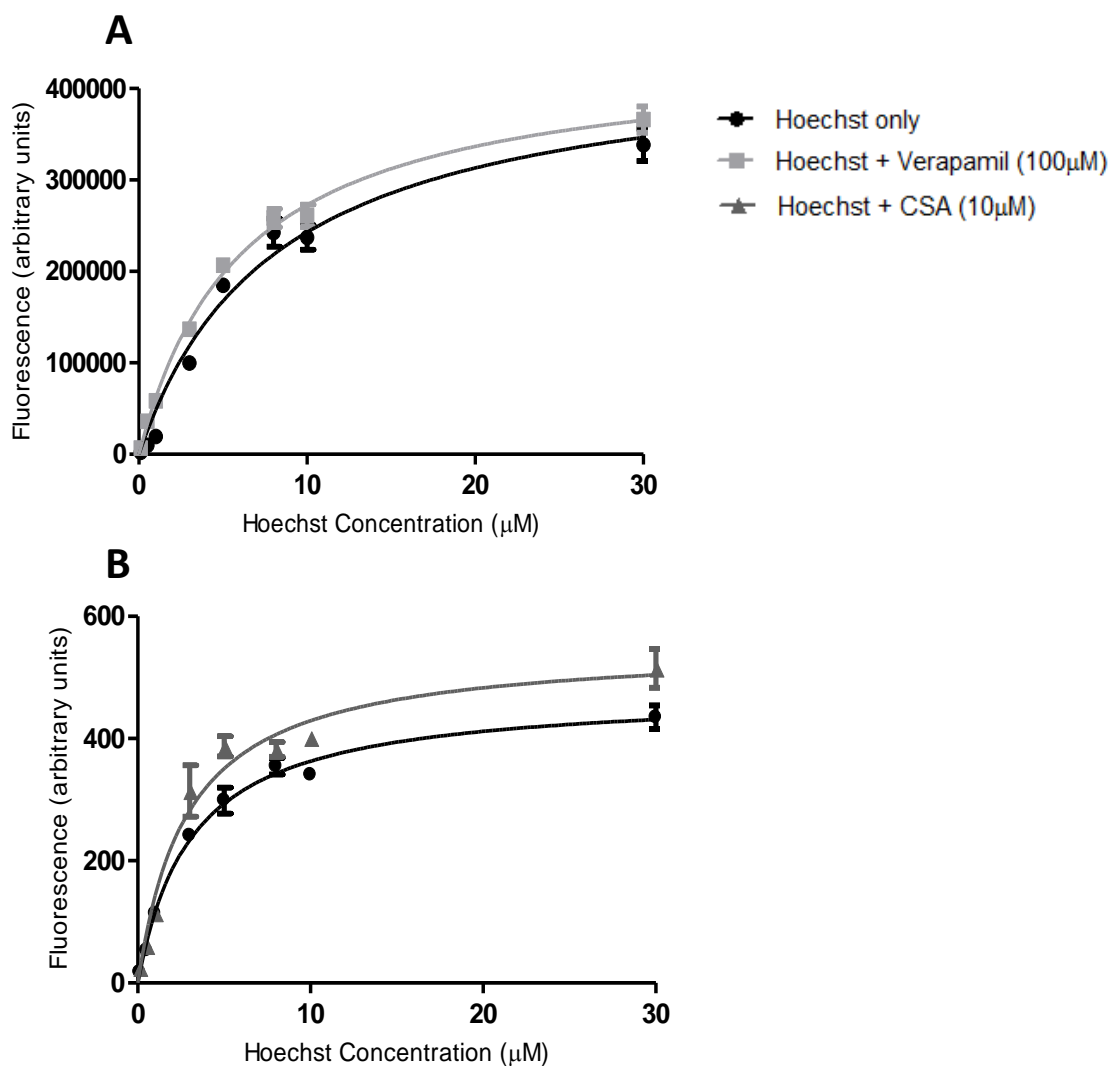 A
400000
300000
200000
100000
0
Fluorescence (arbitrary units)
0 10 20 30
Hoechst Concentration (μM)
Hoechst only
Hoechst + Verapamil (100μM)
Hoechst + CSA (10μM)
B
600
400
200
0
Fluorescence (arbitrary units)
0 10 20 30
Hoechst Concentration (μM)